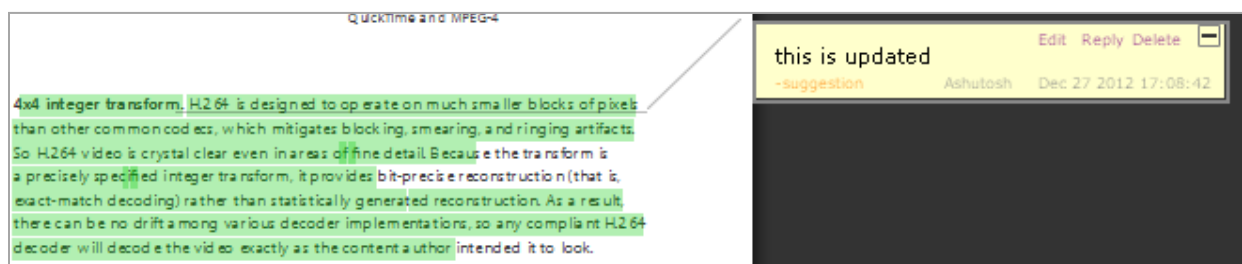 QuickTime and MPEG-4
4x4 integer transform. H.264 is designed to operate on much smaller blocks of pixels
than other common codecs, which mitigates blocking, smearing, and ringing artifacts.
So H.264 video is crystal clear even in areas of fine detail. Because the transform is
a precisely specified integer transform, it provides bit-precise reconstruction (that is,
exact-match decoding) rather than statistically generated reconstruction. As a result,
there can be no drift among various decoder implementations, so any compliant H.264
decoder will decode the video exactly as the content author intended it to look.
Edit Reply Delete
this is updated
-suggestion Ashutosh Dec 27 2012 17:08:42